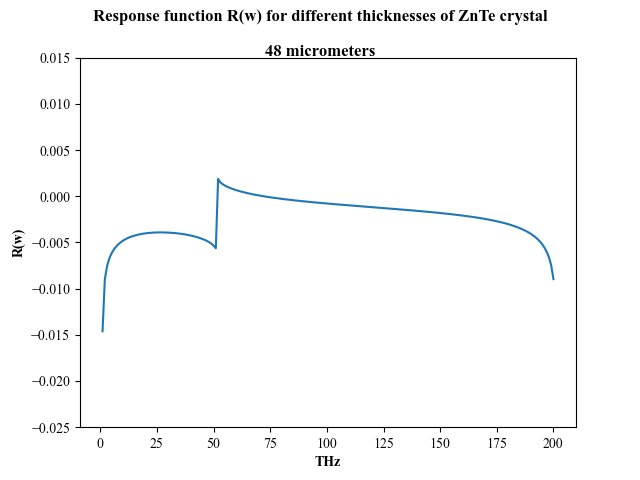 Response function R(w) for different thicknesses of ZnTe crystal
48 micrometers
0.015
0.010
0.005
0.000
−0.005
−0.010
−0.015
−0.020
−0.025
R(w)
0 25 50 75 100 125 150 175 200
THz